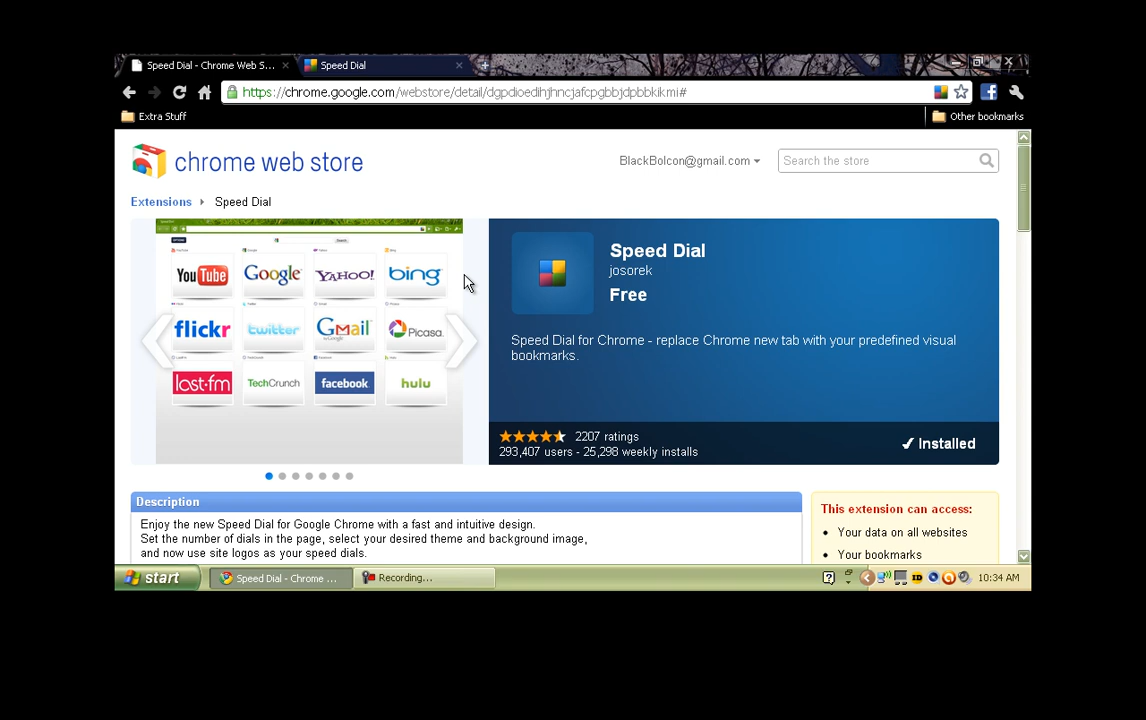 Speed Dial - Chrome Web S...
Speed Dial
https://chrome.google.com/webstore/detail/dgpdioedihjhncjafcpgbbjdpbbkikmi#
Extra Stuff
Other bookmarks
chrome web store
BlackBolcon@gmail.com
Search the store
Extensions
Speed Dial
YouTube
Google
YAHOO!
bing
flickr
twitter
Gmail
Picasa
last.fm
TechCrunch
facebook
hulu
Speed Dial
josorek
Free
Speed Dial for Chrome - replace Chrome new tab with your predefined visual
bookmarks.
2207 ratings
293,407 users - 25,298 weekly installs
Installed
Description
Enjoy the new Speed Dial for Google Chrome with a fast and intuitive design.
Set the number of dials in the page, select your desired theme and background image,
and now use site logos as your speed dials.
This extension can access:
Your data on all websites
Your bookmarks
start
Speed Dial - Chrome ...
Recording...
10:34 AM